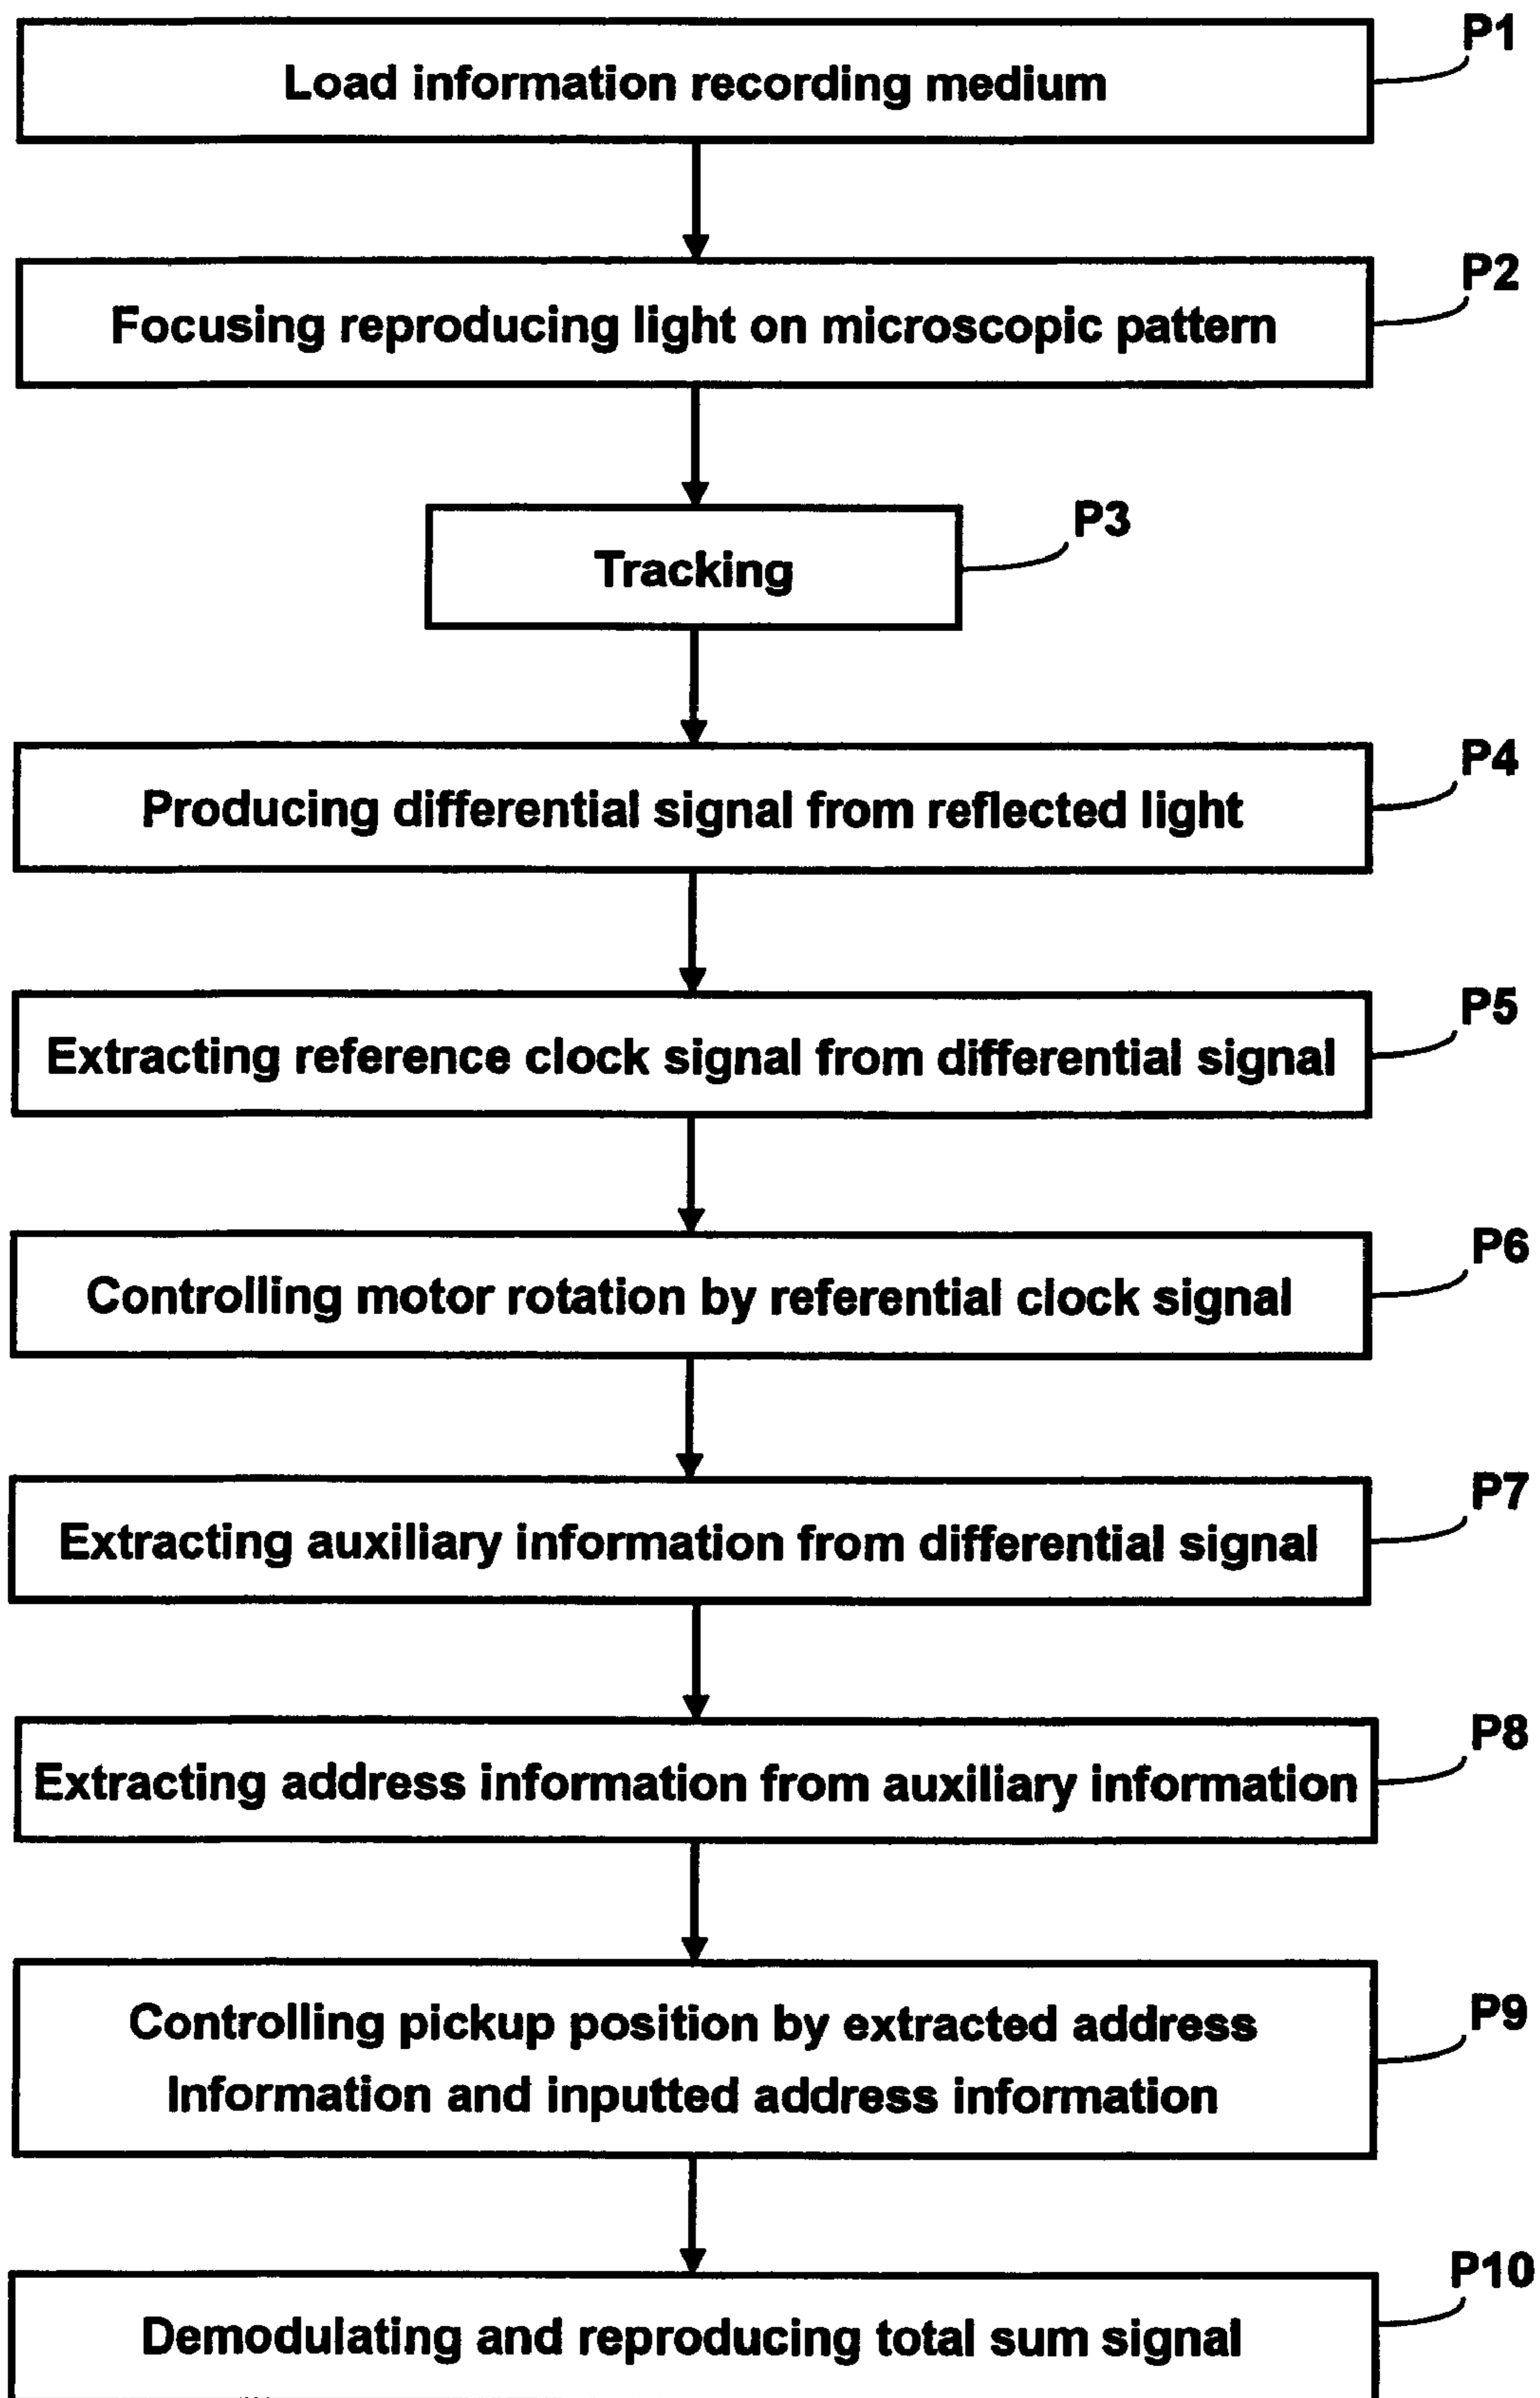 P1
Load information recording medium
P2
Focusing reproducing light on microscopic pattern
P3
Tracking
P4
Producing differential signal from reflected light
P5
Extracting reference clock signal from differential signal
P6
Controlling motor rotation by referential clock signal
P7
Extracting auxiliary information from differential signal
P8
Extracting address information from auxiliary information
P9
Controlling pickup position by extracted address
Information and inputted address information
P10
Demodulating and reproducing total sum signal